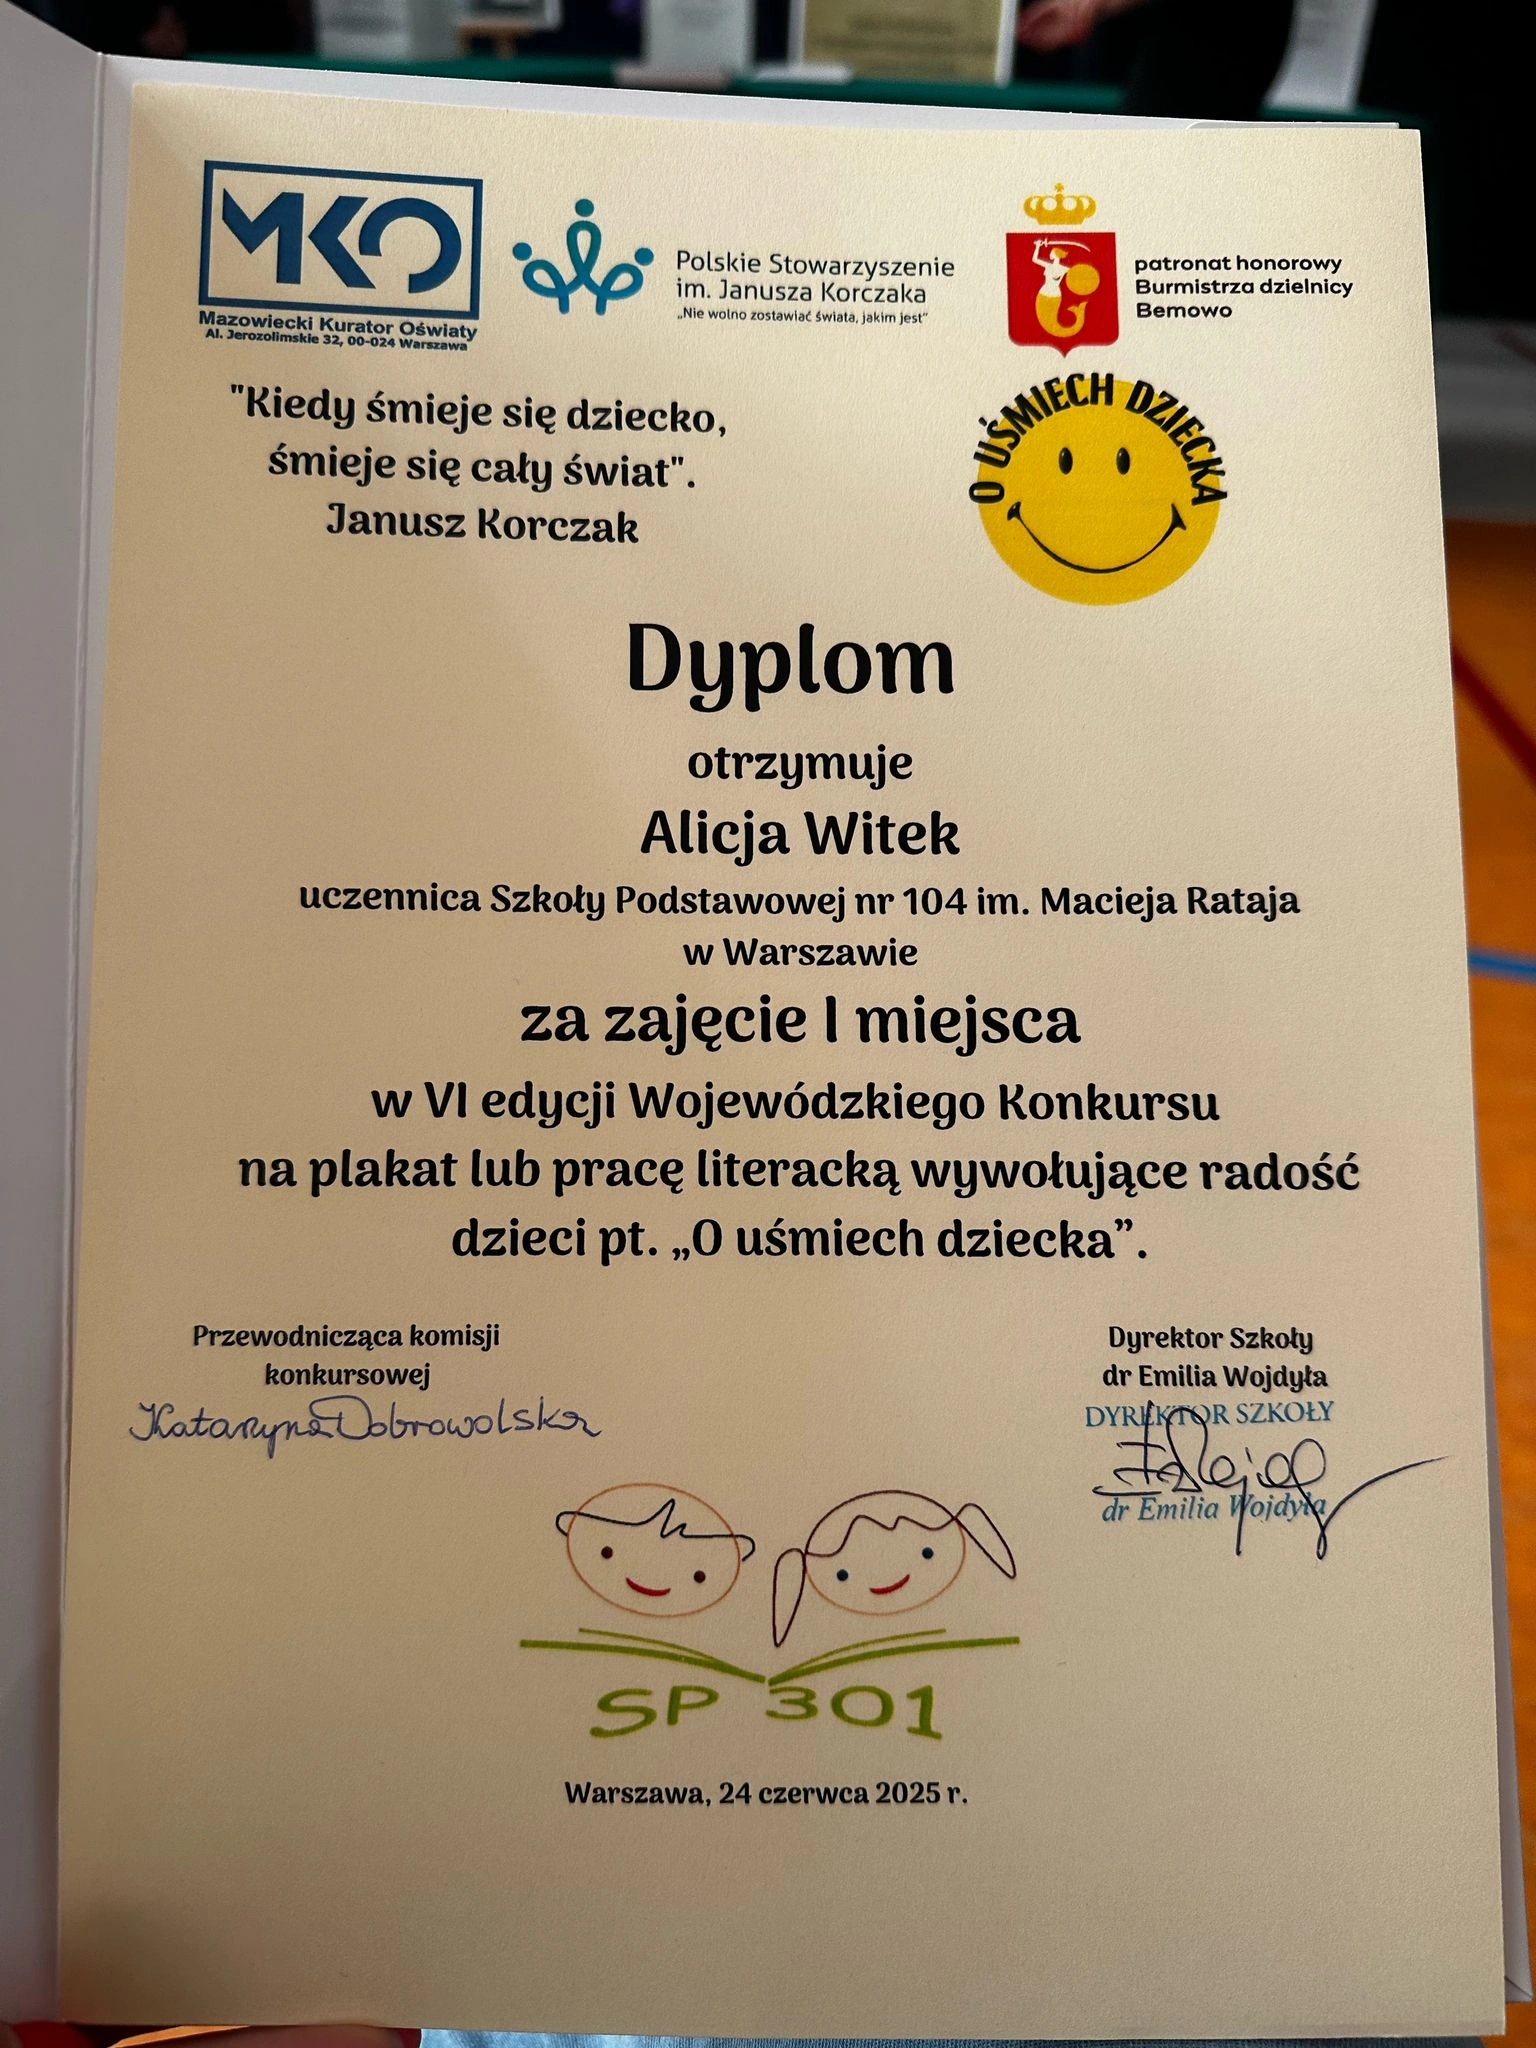 MKO
Mazowiecki Kurator Oświaty
Al. Jerozolimskie 32, 00-024 Warszawa
Polskie Stowarzyszenie
im. Janusza Korczaka
„Nie wolno zostawiać świata, jakim jest”
patronat honorowy
Burmistrza dzielnicy
Bemowo
"Kiedy śmieje się dziecko,
śmieje się cały świat".
Janusz Korczak
O UŚMIECH DZIECKA
Dyplom
otrzymuje
Alicja Witek
uczennica Szkoły Podstawowej nr 104 im. Macieja Rataja
w Warszawie
za zajęcie I miejsca
w VI edycji Wojewódzkiego Konkursu
na plakat lub pracę literacką wywołujące radość
dzieci pt. „O uśmiech dziecka”.
Przewodnicząca komisji
konkursowej
Katarzyna Dobrowolska
Dyrektor Szkoły
dr Emilia Wojdyła
DYREKTOR SZKOŁY
dr Emilia Wojdyła
SP 301
Warszawa, 24 czerwca 2025 r.